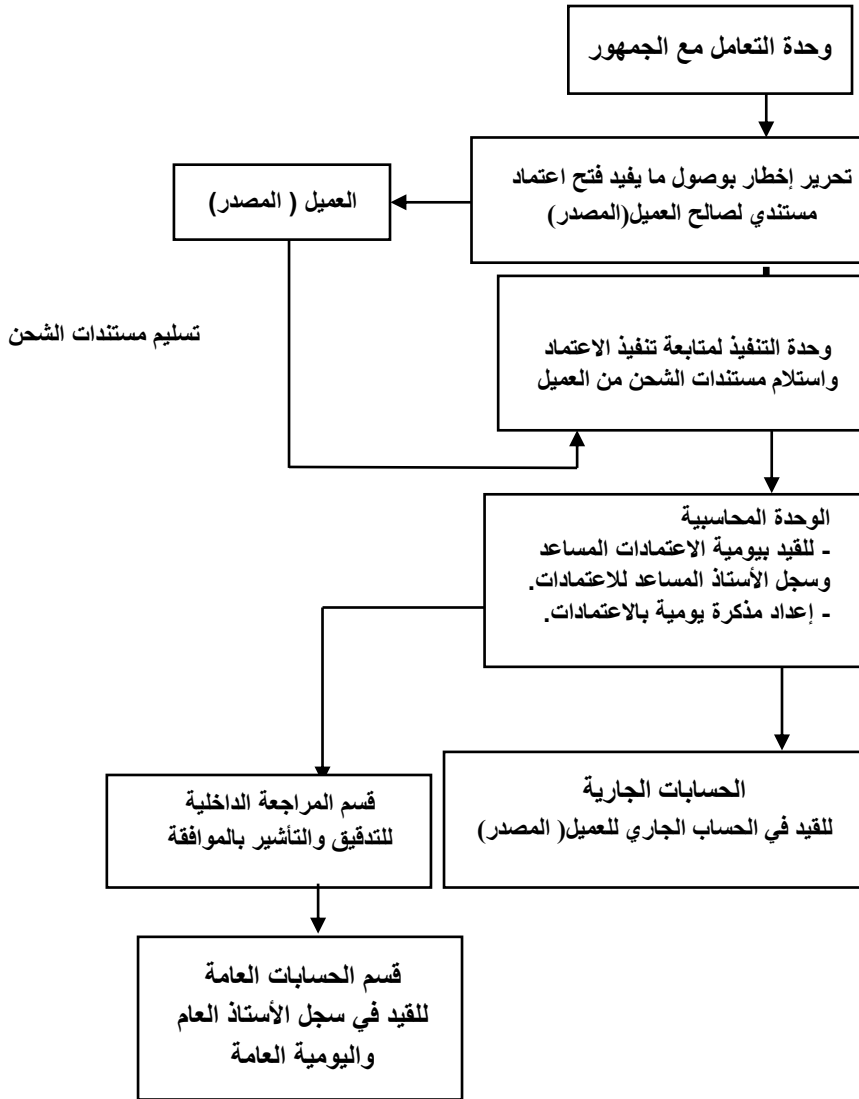 وحدة التعامل مع الجمهور
تحرير إخطار بوصول ما يفيد فتح اعتماد
مستندي لصالح العميل(المصدر)
العميل ( المصدر)
تسليم مستندات الشحن
وحدة التنفيذ لمتابعة تنفيذ الاعتماد
واستلام مستندات الشحن من العميل
الوحدة المحاسبية
- للقيد بيومية الاعتمادات المساعد
وسجل الأستاذ المساعد للاعتمادات.
- إعداد مذكرة يومية بالاعتمادات.
الحسابات الجارية
للقيد في الحساب الجاري للعميل( المصدر)
قسم المراجعة الداخلية
للتدقيق والتأشير بالموافقة
قسم الحسابات العامة
للقيد في سجل الأستاذ العام
واليومية العامة